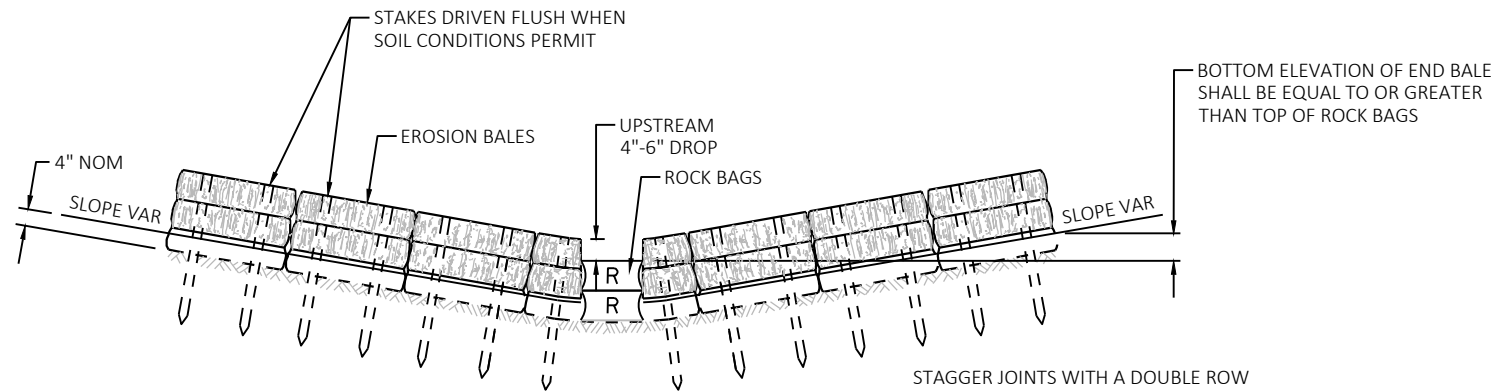 STAKES DRIVEN FLUSH WHEN
SOIL CONDITIONS PERMIT
BOTTOM ELEVATION OF END BALE
SHALL BE EQUAL TO OR GREATER
THAN TOP OF ROCK BAGS
EROSION BALES
UPSTREAM
4"-6" DROP
4" NOM
ROCK BAGS
SLOPE VAR
SLOPE VAR
R
R
STAGGER JOINTS WITH A DOUBLE ROW